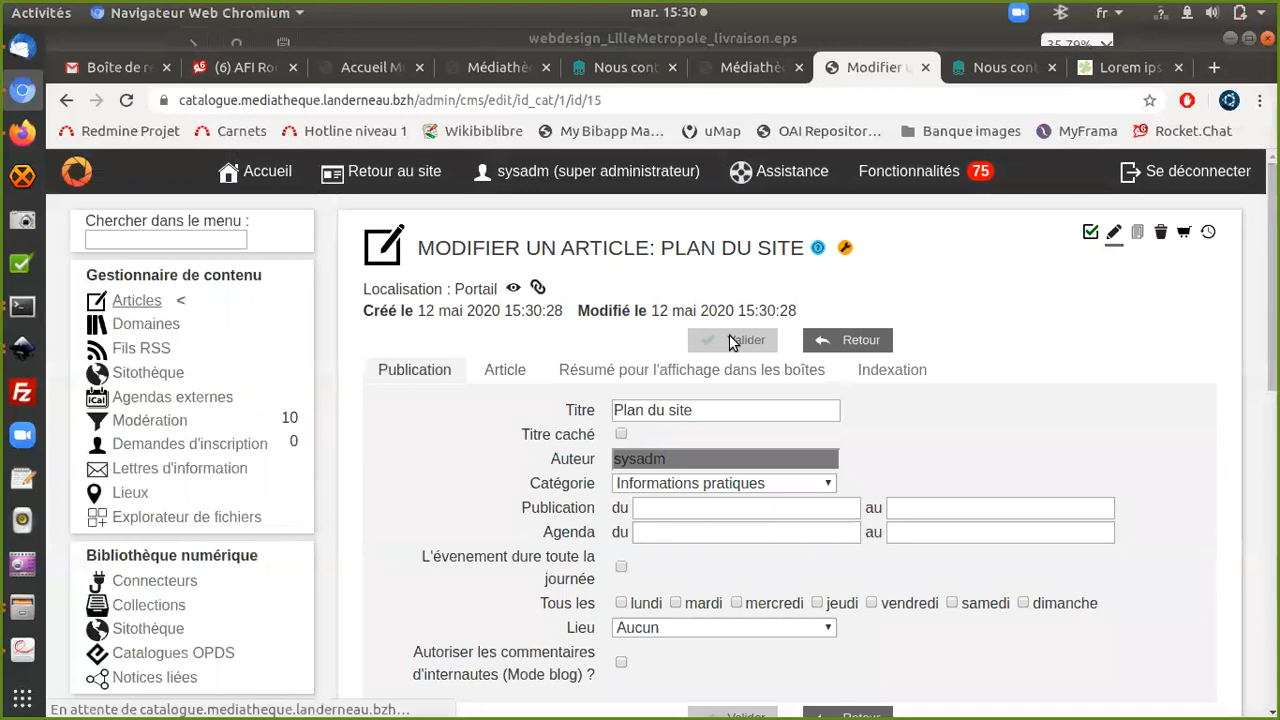 Activités Navigateur Web Chromium mar. 15:30 fr
webdesign_LilleMetropole_livraison.eps
35,79%
Boîte de r (6) AFI Ro Accueil M Médiathè Nous cont Médiathè Modifier u Nous cont Lorem ips
catalogue.mediatheque.landerneau.bzh/admin/cms/edit/id_cat/1/id/15
Redmine Projet Carnets Hotline niveau 1 Wikibiblibre My Bibapp Ma... uMap OAI Repositor... Banque images MyFrama Rocket.Chat
Accueil Retour au site sysadm (super administrateur) Assistance Fonctionnalités 75 Se déconnecter
Chercher dans le menu :
Gestionnaire de contenu
Articles <
Domaines
Fils RSS
Sitothèque
Agendas externes
Modération 10
Demandes d'inscription 0
Lettres d'information
Lieux
Explorateur de fichiers
Bibliothèque numérique
Connecteurs
Collections
Sitothèque
Catalogues OPDS
Notices liées
MODIFIER UN ARTICLE: PLAN DU SITE
Localisation : Portail
Créé le 12 mai 2020 15:30:28 Modifié le 12 mai 2020 15:30:28
Valider Retour
Publication Article Résumé pour l'affichage dans les boîtes Indexation
Titre Plan du site
Titre caché
Auteur sysadm
Catégorie Informations pratiques
Publication du au
Agenda du au
L'évenement dure toute la
journée
Tous les lundi mardi mercredi jeudi vendredi samedi dimanche
Lieu Aucun
Autoriser les commentaires
d'internautes (Mode blog) ?
Valider Retour
En attente de catalogue.mediatheque.landerneau.bzh...